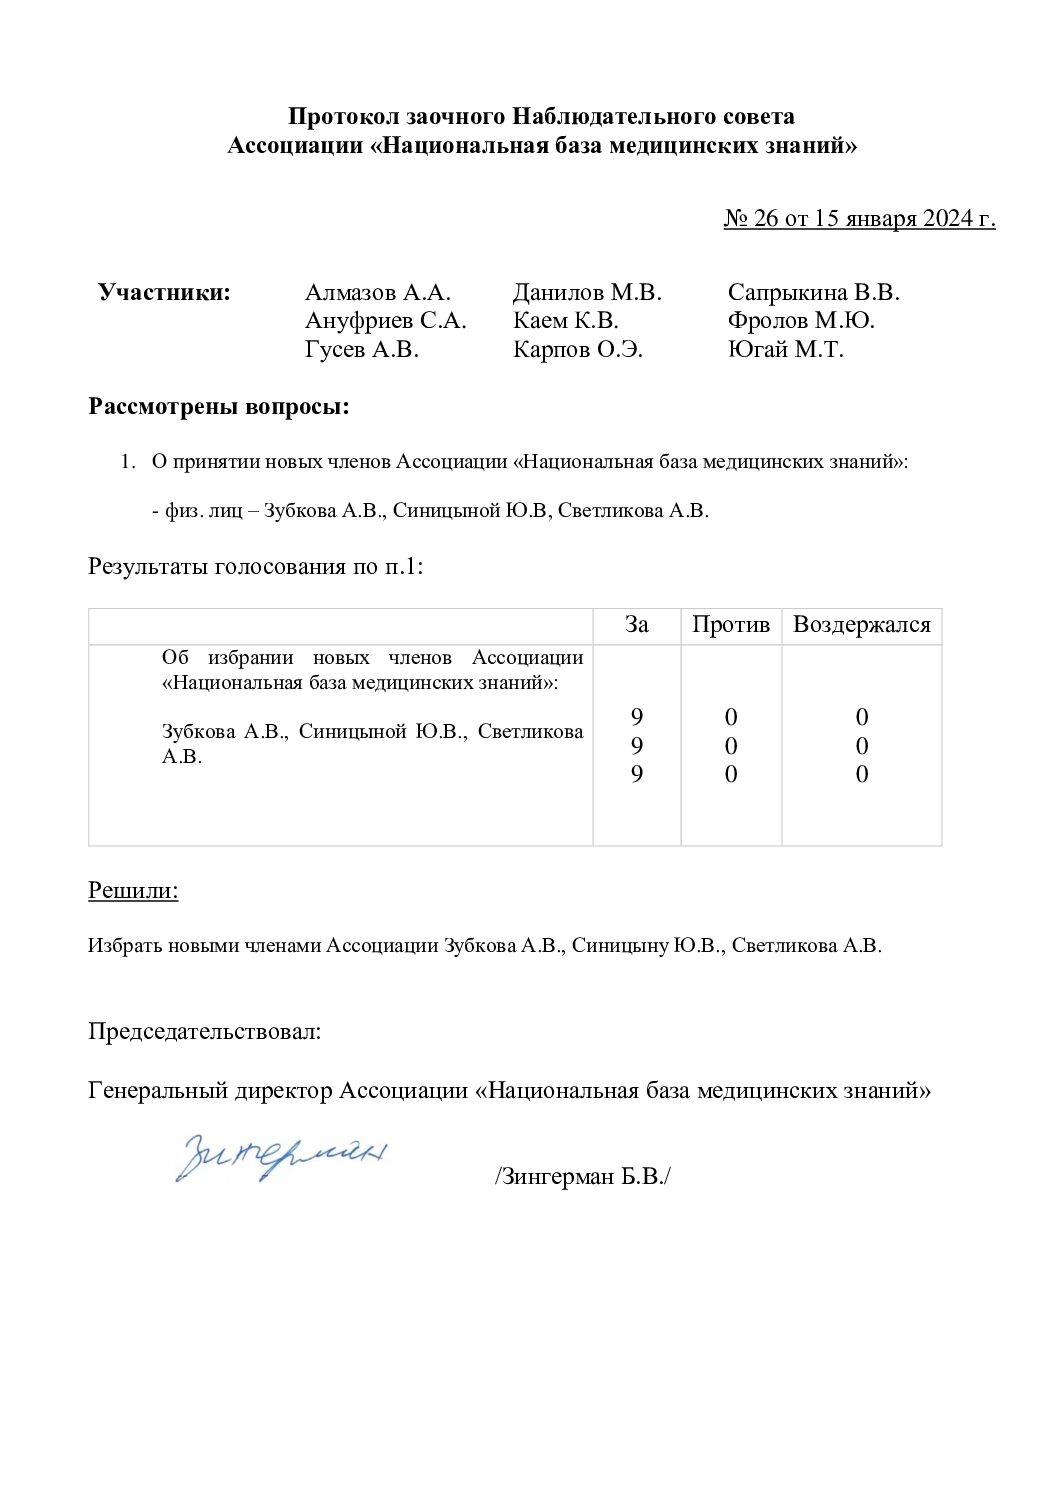 Протокол заочного Наблюдательного совета
Ассоциации «Национальная база медицинских знаний»
№ 26 от 15 января 2024 г.
Участники: Алмазов А.А. Данилов М.В. Сапрыкина В.В.
Ануфриев С.А. Каем К.В. Фролов М.Ю.
Гусев А.В. Карпов О.Э. Югай М.Т.
Рассмотрены вопросы:
1. О принятии новых членов Ассоциации «Национальная база медицинских знаний»:
- физ. лиц – Зубкова А.В., Синицыной Ю.В, Светликова А.В.
Результаты голосования по п.1:
За Против Воздержался
Об избрании новых членов Ассоциации
«Национальная база медицинских знаний»:
Зубкова А.В., Синицыной Ю.В., Светликова
А.В.
9 0 0
9 0 0
9 0 0
Решили:
Избрать новыми членами Ассоциации Зубкова А.В., Синицыну Ю.В., Светликова А.В.
Председательствовал:
Генеральный директор Ассоциации «Национальная база медицинских знаний»
Зингерман
/Зингерман Б.В./